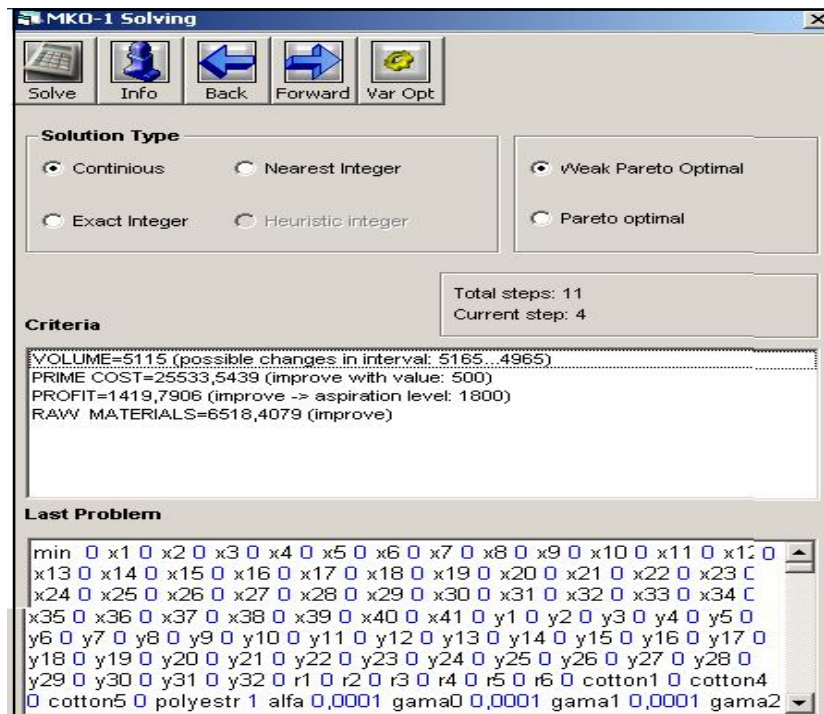 MKO-1 Solving
Solve Info Back Forward Var Opt
Solution Type
Continious Nearest Integer Weak Pareto Optimal
Exact Integer Heuristic integer Pareto optimal
Total steps: 11
Current step: 4
Criteria
VOLUME=5115 (possible changes in interval: 5165...4965)
PRIME COST=25533,5439 (improve with value: 500)
PROFIT=1419,7906 (improve -> aspiration level: 1800)
RAW MATERIALS=6518,4079 (improve)
Last Problem
min 0 x1 0 x2 0 x3 0 x4 0 x5 0 x6 0 x7 0 x8 0 x9 0 x10 0 x11 0 x12 0
x13 0 x14 0 x15 0 x16 0 x17 0 x18 0 x19 0 x20 0 x21 0 x22 0 x23 0
x24 0 x25 0 x26 0 x27 0 x28 0 x29 0 x30 0 x31 0 x32 0 x33 0 x34 0
x35 0 x36 0 x37 0 x38 0 x39 0 x40 0 x41 0 y1 0 y2 0 y3 0 y4 0 y5 0
y6 0 y7 0 y8 0 y9 0 y10 0 y11 0 y12 0 y13 0 y14 0 y15 0 y16 0 y17 0
y18 0 y19 0 y20 0 y21 0 y22 0 y23 0 y24 0 y25 0 y26 0 y27 0 y28 0
y29 0 y30 0 y31 0 y32 0 r1 0 r2 0 r3 0 r4 0 r5 0 r6 0 cotton1 0 cotton4
0 cotton5 0 polyestr 1 alfa 0,0001 gama0 0,0001 gama1 0,0001 gama2